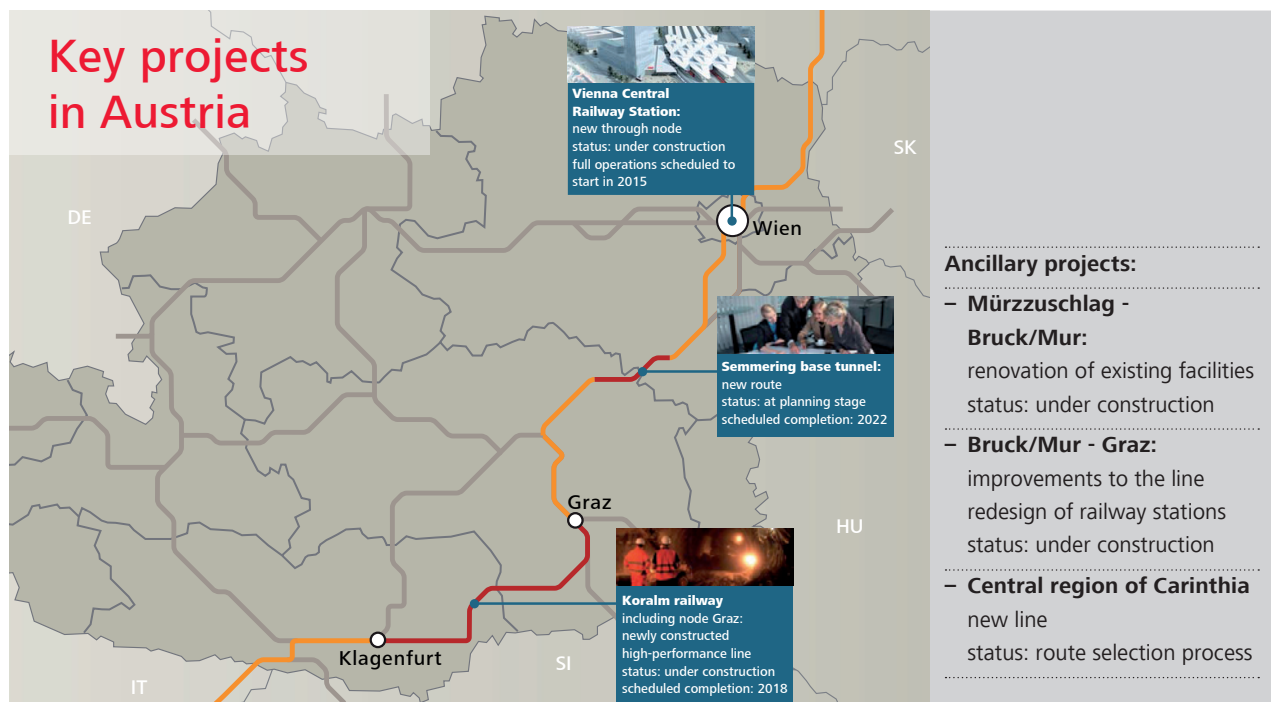 Key projects
in Austria
Vienna Central
Railway Station:
new through node
status: under construction
full operations scheduled to
start in 2015
SK
DE
Wien
Semmering base tunnel:
new route
status: at planning stage
scheduled completion: 2022
Graz
HU
Koralm railway
including node Graz:
newly constructed
high-performance line
status: under construction
scheduled completion: 2018
Klagenfurt
SI
IT
Ancillary projects:
– Mürzzuschlag -
Bruck/Mur:
renovation of existing facilities
status: under construction
– Bruck/Mur - Graz:
improvements to the line
redesign of railway stations
status: under construction
– Central region of Carinthia
new line
status: route selection process